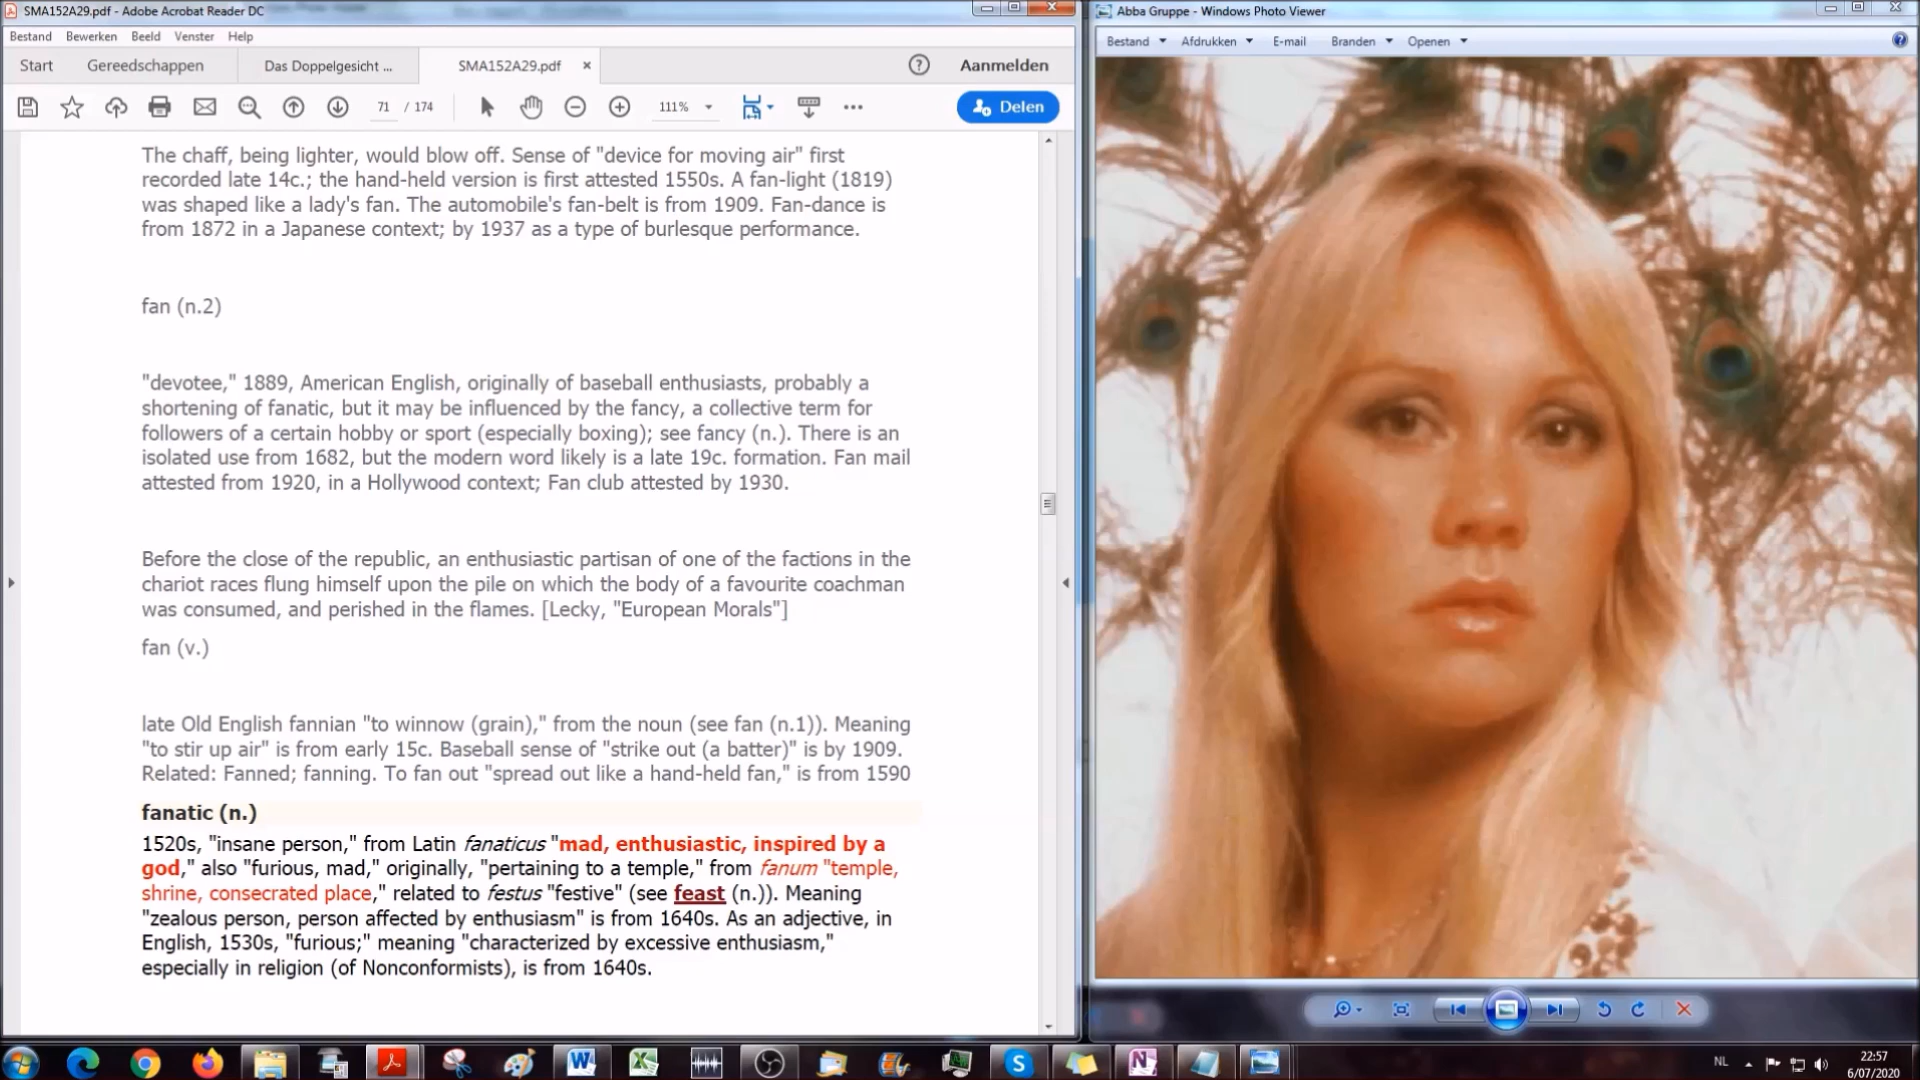 SMA152A29.pdf - Adobe Acrobat Reader DC
Bestand Bewerken Beeld Venster Help
Start Gereedschappen Das Doppelgesicht ... SMA152A29.pdf × Aanmelden
71 / 174 111% Delen
The chaff, being lighter, would blow off. Sense of "device for moving air" first
recorded late 14c.; the hand-held version is first attested 1550s. A fan-light (1819)
was shaped like a lady's fan. The automobile's fan-belt is from 1909. Fan-dance is
from 1872 in a Japanese context; by 1937 as a type of burlesque performance.
fan (n.2)
"devotee," 1889, American English, originally of baseball enthusiasts, probably a
shortening of fanatic, but it may be influenced by the fancy, a collective term for
followers of a certain hobby or sport (especially boxing); see fancy (n.). There is an
isolated use from 1682, but the modern word likely is a late 19c. formation. Fan mail
attested from 1920, in a Hollywood context; Fan club attested by 1930.
Before the close of the republic, an enthusiastic partisan of one of the factions in the
chariot races flung himself upon the pile on which the body of a favourite coachman
was consumed, and perished in the flames. [Lecky, "European Morals"]
fan (v.)
late Old English fannian "to winnow (grain)," from the noun (see fan (n.1)). Meaning
"to stir up air" is from early 15c. Baseball sense of "strike out (a batter)" is by 1909.
Related: Fanned; fanning. To fan out "spread out like a hand-held fan," is from 1590
fanatic (n.)
1520s, "insane person," from Latin fanaticus "mad, enthusiastic, inspired by a
god," also "furious, mad," originally, "pertaining to a temple," from fanum "temple,
shrine, consecrated place," related to festus "festive" (see feast (n.)). Meaning
"zealous person, person affected by enthusiasm" is from 1640s. As an adjective, in
English, 1530s, "furious;" meaning "characterized by excessive enthusiasm,"
especially in religion (of Nonconformists), is from 1640s.
Abba Gruppe - Windows Photo Viewer
Bestand Afdrukken E-mail Branden Openen
NL 22:57
6/07/2020